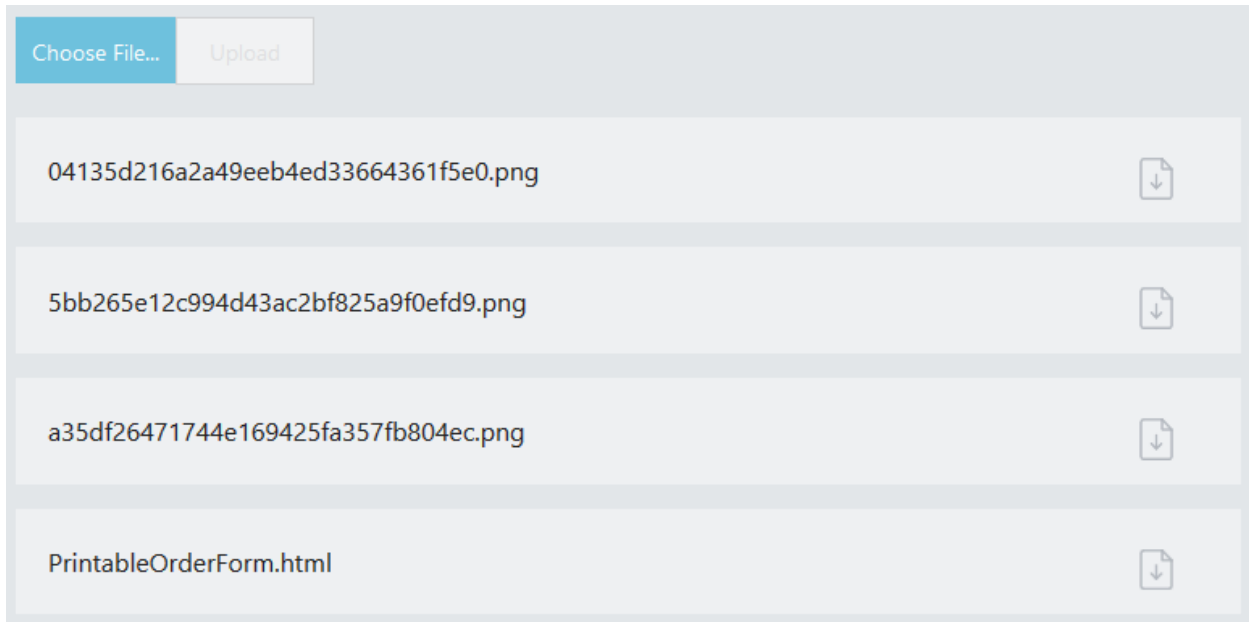 Choose File... Upload
04135d216a2a49eeb4ed33664361f5e0.png
5bb265e12c994d43ac2bf825a9f0efd9.png
a35df26471744e169425fa357fb804ec.png
PrintableOrderForm.html